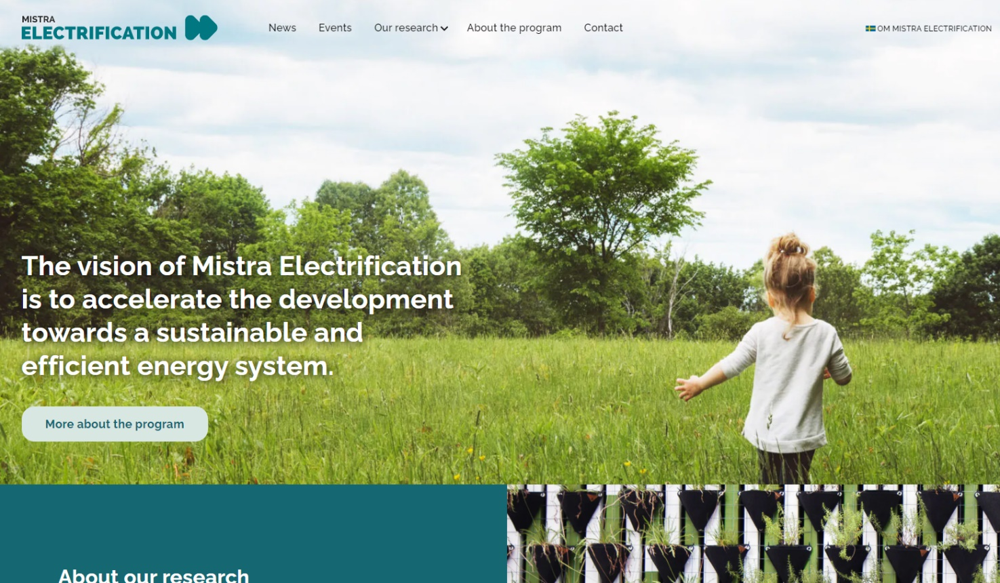 MISTRA
ELECTRIFICATION
News
Events
Our research
About the program
Contact
OM MISTRA ELECTRIFICATION
The vision of Mistra Electrification
is to accelerate the development
towards a sustainable and
efficient energy system.
More about the program
About our research